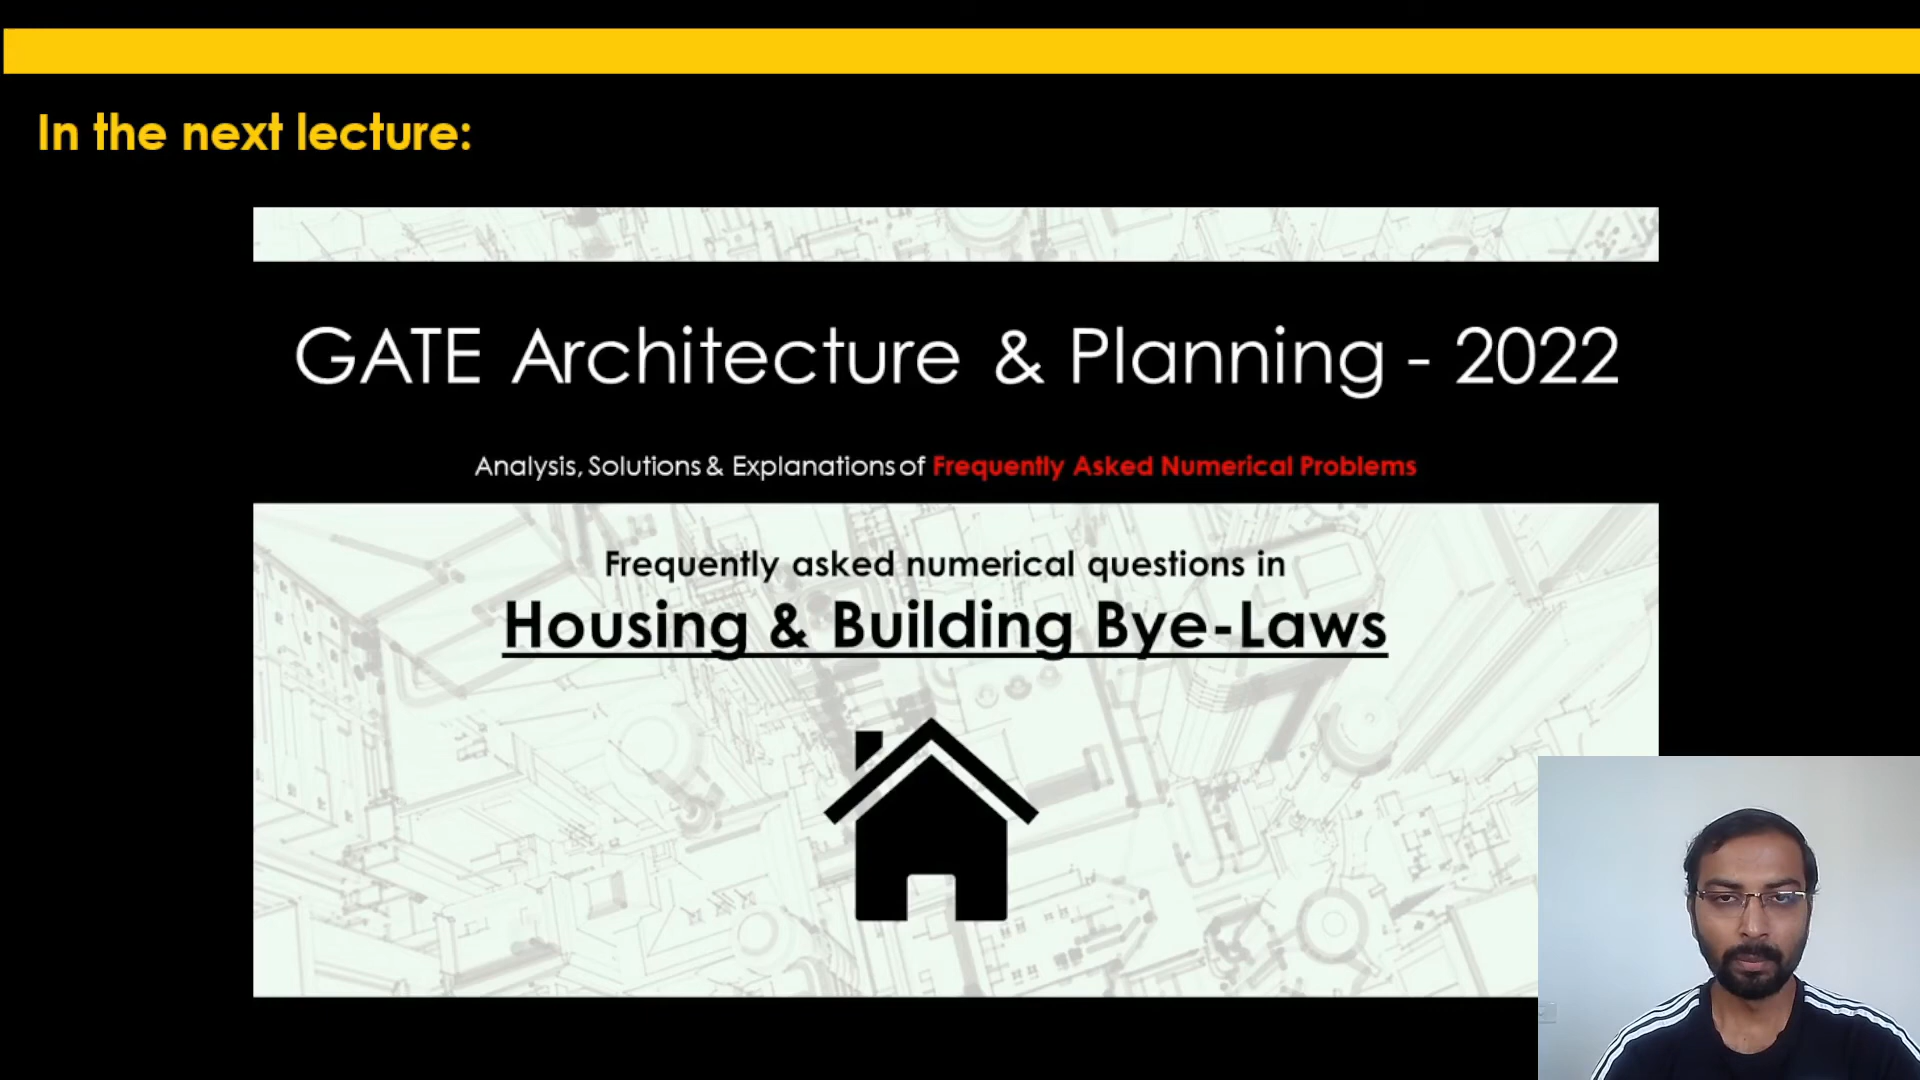 In the next lecture:
GATE Architecture & Planning - 2022
Analysis, Solutions & Explanations of Frequently Asked Numerical Problems
Frequently asked numerical questions in
Housing & Building Bye-Laws